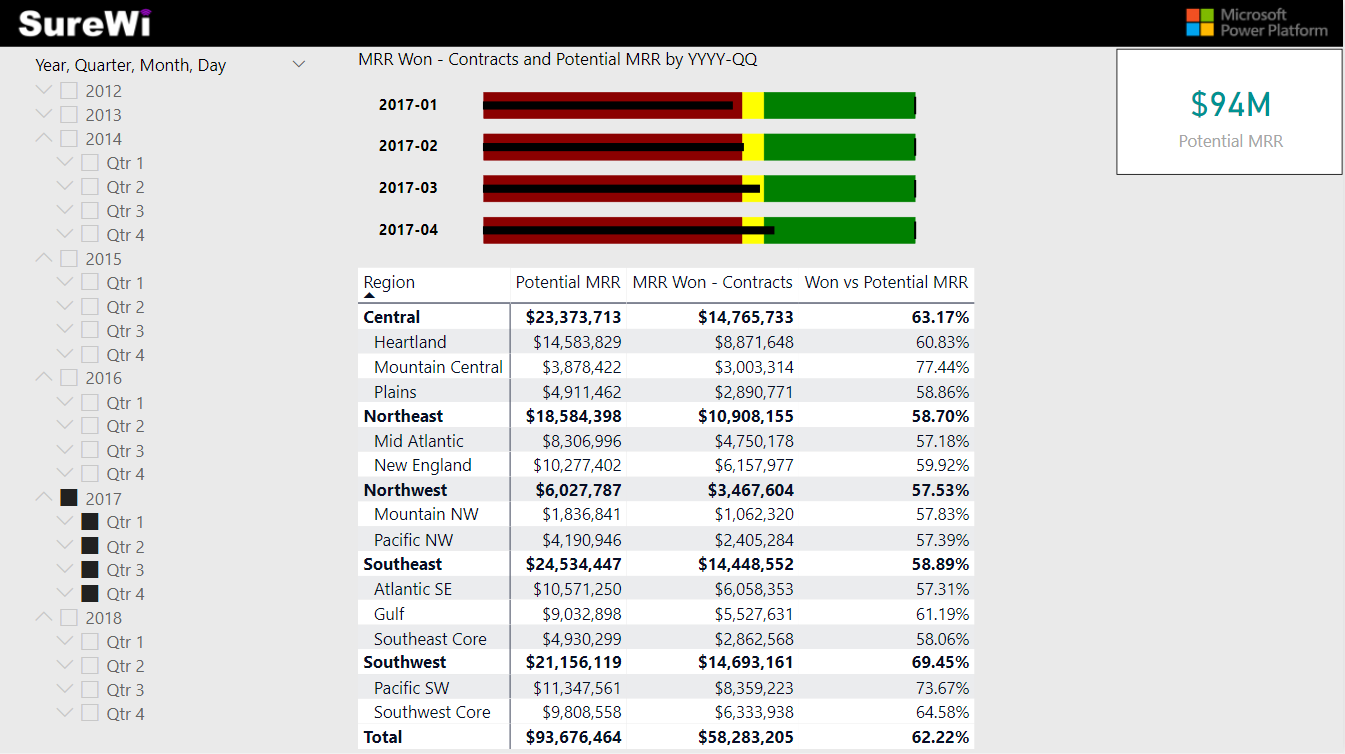 SureWi
Microsoft
Power Platform
Year, Quarter, Month, Day
2012
2013
2014
Qtr 1
Qtr 2
Qtr 3
Qtr 4
2015
Qtr 1
Qtr 2
Qtr 3
Qtr 4
2016
Qtr 1
Qtr 2
Qtr 3
Qtr 4
2017
Qtr 1
Qtr 2
Qtr 3
Qtr 4
2018
Qtr 1
Qtr 2
Qtr 3
Qtr 4
MRR Won - Contracts and Potential MRR by YYYY-QQ
2017-01
2017-02
2017-03
2017-04
$94M
Potential MRR
Region Potential MRR MRR Won - Contracts Won vs Potential MRR
Central $23,373,713 $14,765,733 63.17%
Heartland $14,583,829 $8,871,648 60.83%
Mountain Central $3,878,422 $3,003,314 77.44%
Plains $4,911,462 $2,890,771 58.86%
Northeast $18,584,398 $10,908,155 58.70%
Mid Atlantic $8,306,996 $4,750,178 57.18%
New England $10,277,402 $6,157,977 59.92%
Northwest $6,027,787 $3,467,604 57.53%
Mountain NW $1,836,841 $1,062,320 57.83%
Pacific NW $4,190,946 $2,405,284 57.39%
Southeast $24,534,447 $14,448,552 58.89%
Atlantic SE $10,571,250 $6,058,353 57.31%
Gulf $9,032,898 $5,527,631 61.19%
Southeast Core $4,930,299 $2,862,568 58.06%
Southwest $21,156,119 $14,693,161 69.45%
Pacific SW $11,347,561 $8,359,223 73.67%
Southwest Core $9,808,558 $6,333,938 64.58%
Total $93,676,464 $58,283,205 62.22%